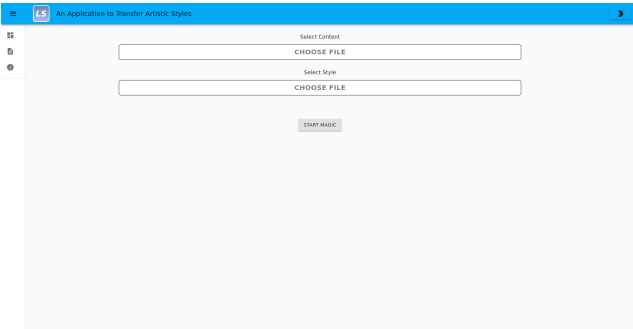 LS An Application to Transfer Artistic Styles
Select Content
CHOOSE FILE
Select Style
CHOOSE FILE
START MAGIC